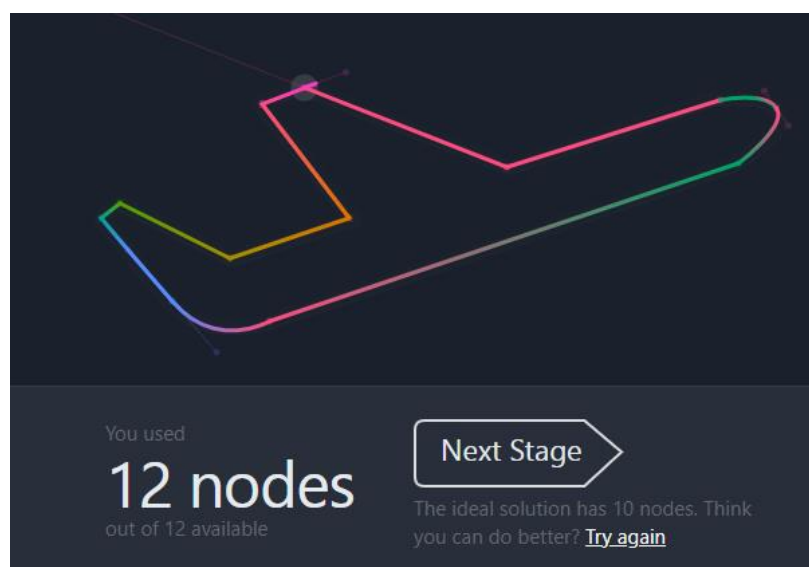 You used
12 nodes
out of 12 available
Next Stage
The ideal solution has 10 nodes. Think
you can do better? Try again